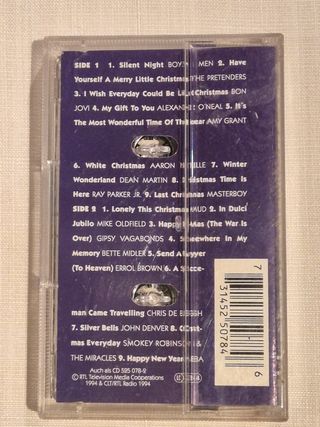 SIDE 1 1. Silent Night BOYZ MEN 2. Have
Yourself A Merry Little Christmas THE PRETENDERS
3. I Wish Everyday Could Be Like Christmas BON
JOVI 4. My Gift To You ALEXANDER O'NEAL 5. It's
The Most Wonderful Time Of The Year AMY GRANT
6. White Christmas AARON NEVILLE 7. Winter
Wonderland DEAN MARTIN 8. Christmas Time is
Here RAY PARKER JR. 9. Last Christmas MASTERBOY
SIDE 2 1. Lonely This Christmas MUD 2. In Dulci
Jubilo MIKE OLDFIELD 3. Happy X-Mas (The War Is
Over) GIPSY VAGABONDS 4. Somewhere In My
Memory BETTE MIDLER 5. Send A Prayer
(To Heaven) ERROL BROWN 6. A Space-
man Came Travelling CHRIS DE BURGH
7. Silver Bells JOHN DENVER 8. Christ-
mas Everyday SMOKEY ROBINSON &
THE MIRACLES 9. Happy New Year ABBA
Auch als CD 525 078-2
© RTL Television Media Cooperations
1994 & CLT/RTL Radio 1994
7 31452 50784 6